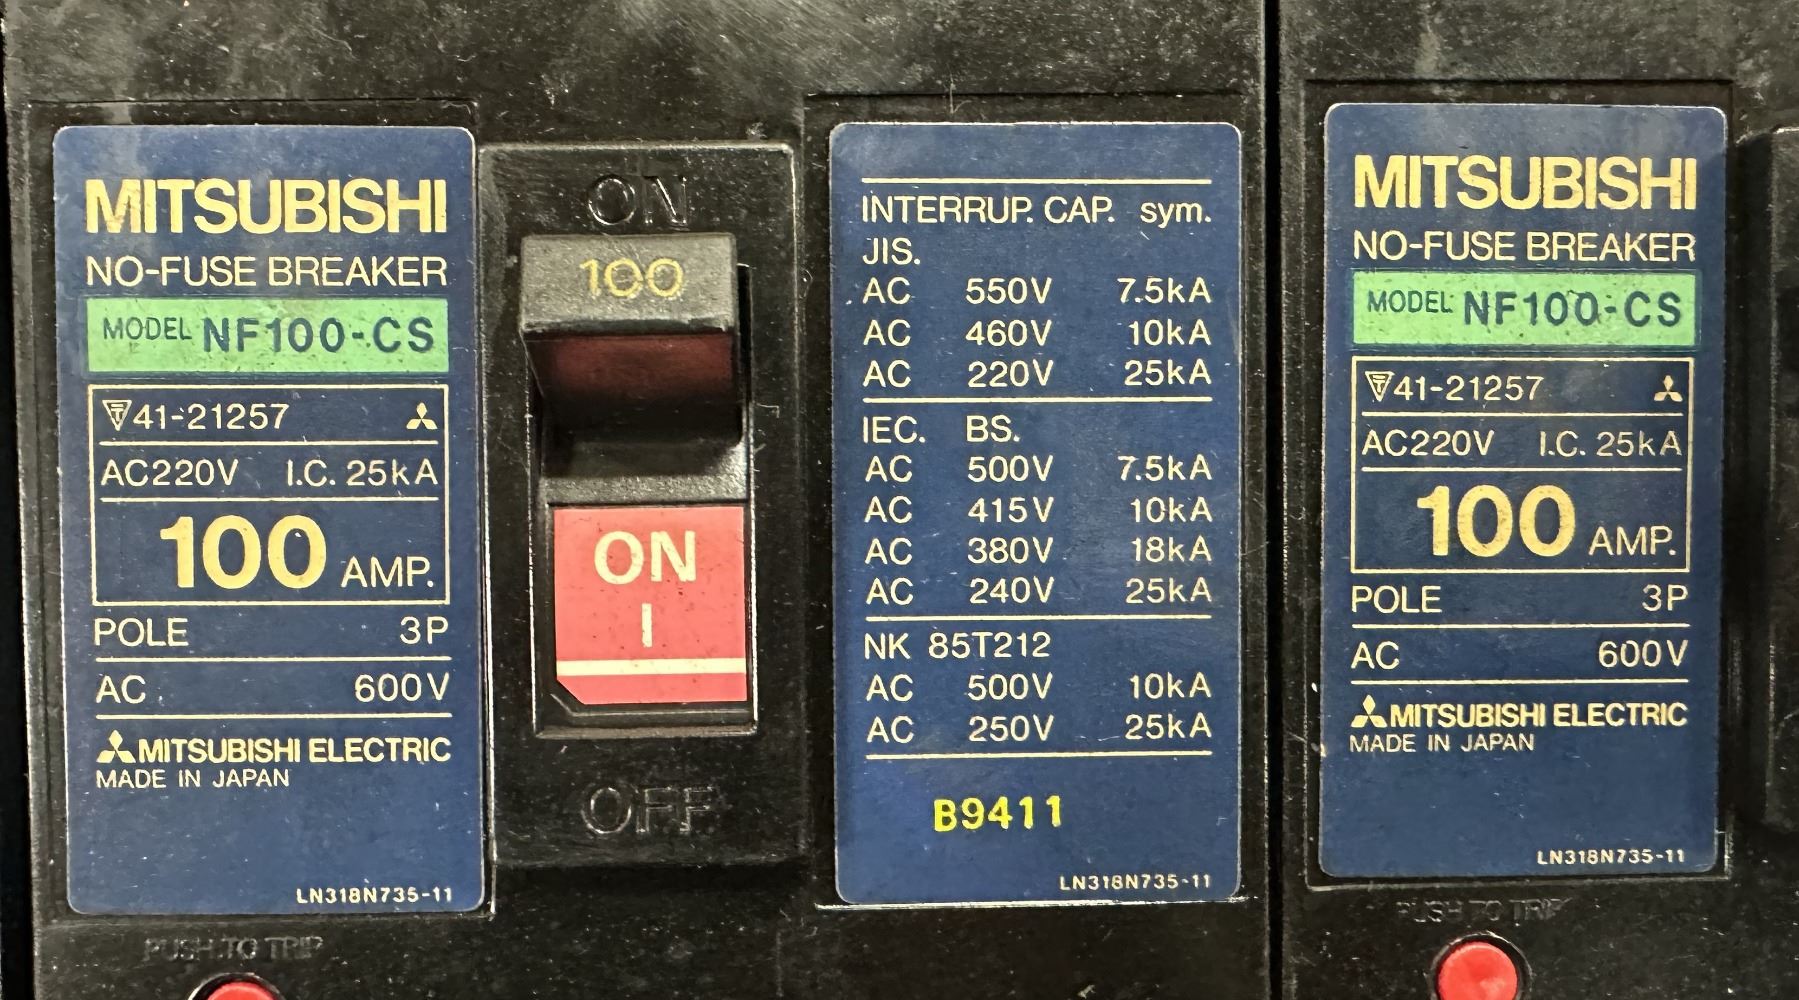 MITSUBISHI
NO-FUSE BREAKER
MODEL NF100-CS
41-21257
AC220V I.C. 25kA
100 AMP.
POLE 3P
AC 600V
MITSUBISHI ELECTRIC
MADE IN JAPAN
LN318N735-11
PUSH TO TRIP
ON
100
ON
I
OFF
INTERRUP. CAP. sym.
JIS.
AC 550V 7.5kA
AC 460V 10kA
AC 220V 25kA
IEC. BS.
AC 500V 7.5kA
AC 415V 10kA
AC 380V 18kA
AC 240V 25kA
NK 85T212
AC 500V 10kA
AC 250V 25kA
B9411
LN318N735-11
MITSUBISHI
NO-FUSE BREAKER
MODEL NF100-CS
41-21257
AC220V I.C. 25kA
100 AMP.
POLE 3P
AC 600V
MITSUBISHI ELECTRIC
MADE IN JAPAN
LN318N735-11
PUSH TO TRIP